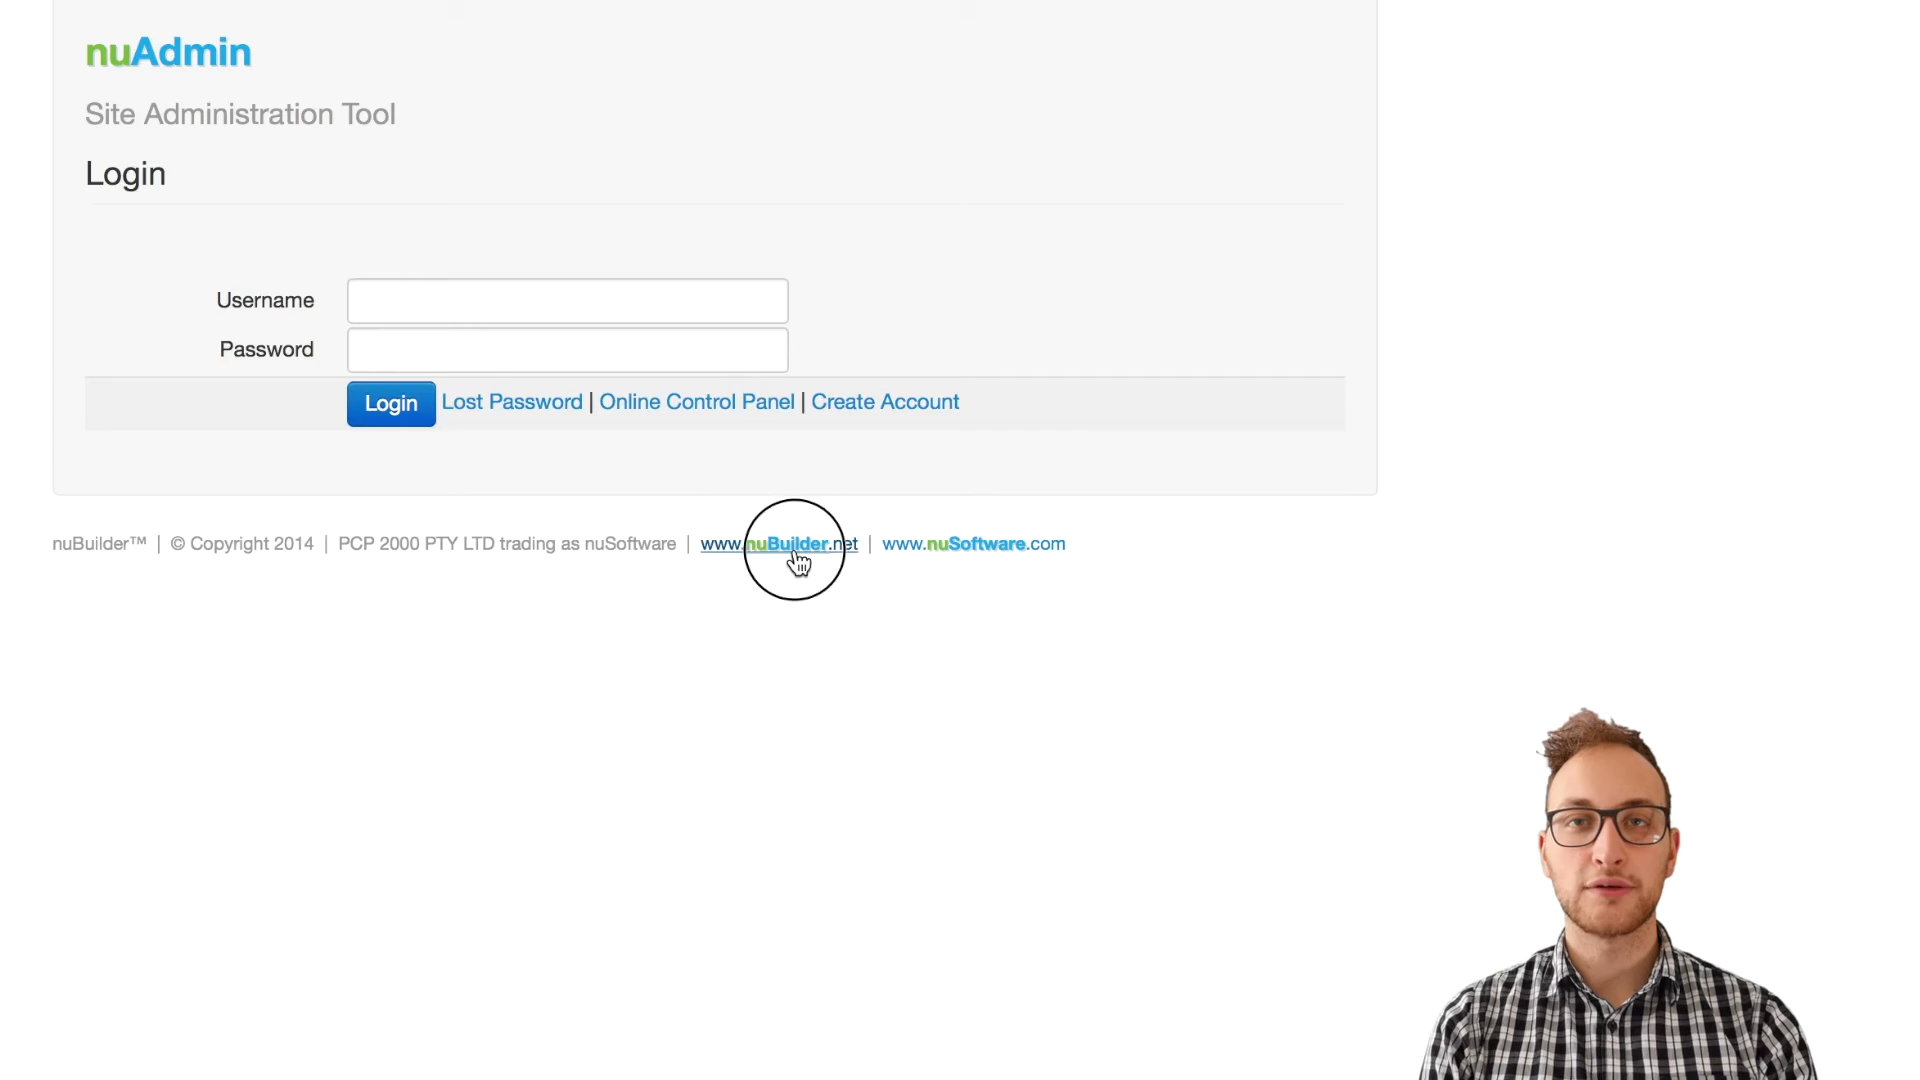 nuAdmin
Site Administration Tool
Login
Username
Password
Login Lost Password | Online Control Panel | Create Account
nuBuilder™ | © Copyright 2014 | PCP 2000 PTY LTD trading as nuSoftware | www.nuBuilder.net | www.nuSoftware.com